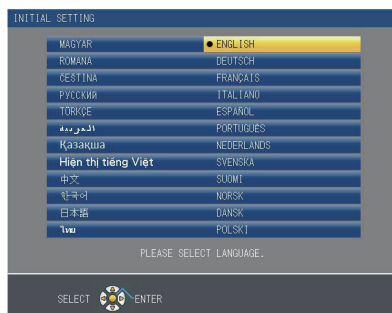 INITIAL SETTING
MAGYAR ENGLISH
ROMÂNA DEUTSCH
ČEŠTINA FRANÇAIS
РУССКИЙ ITALIANO
TÜRKÇE ESPAÑOL
العربية PORTUGUÊS
Қазақша NEDERLANDS
Hiện thị tiếng Việt SVENSKA
中文 SUOMI
한국어 NORSK
日本語 DANSK
ไทย POLSKI
PLEASE SELECT LANGUAGE.
SELECT ENTER